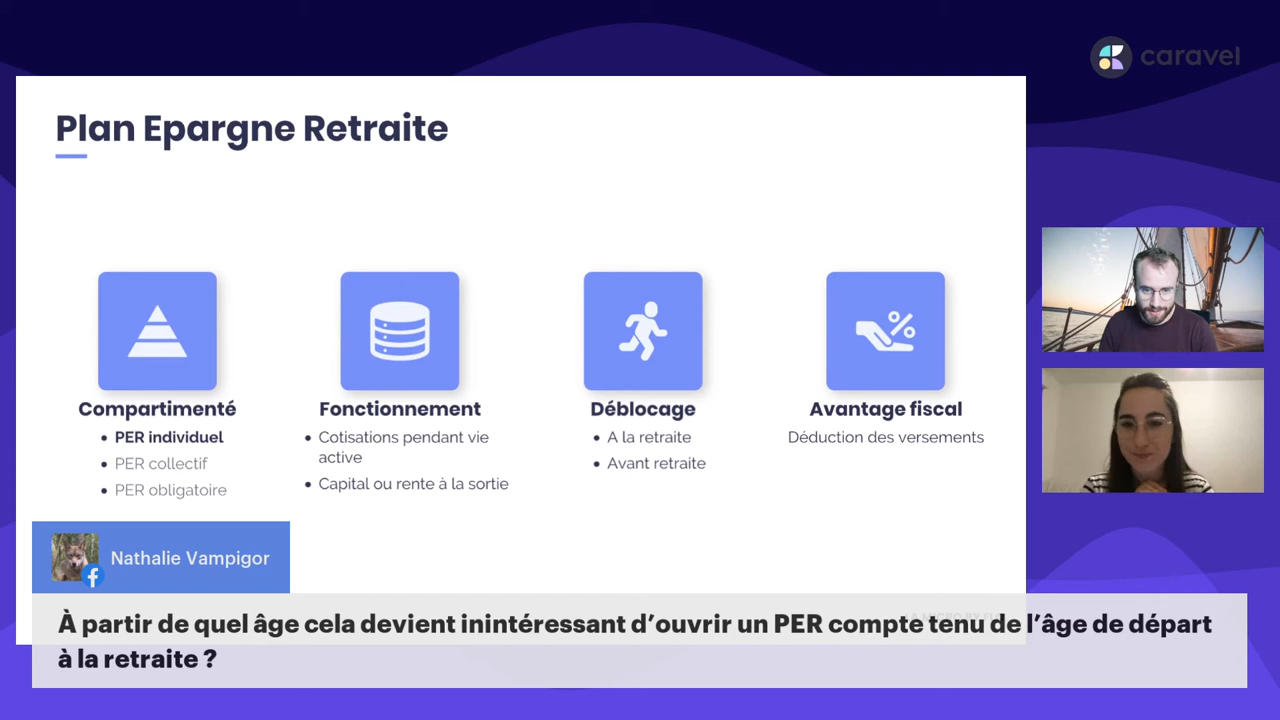 caravel
Plan Epargne Retraite
Compartimenté
• PER individuel
• PER collectif
• PER obligatoire
Fonctionnement
• Cotisations pendant vie
active
• Capital ou rente à la sortie
Déblocage
• A la retraite
• Avant retraite
Avantage fiscal
Déduction des versements
Nathalie Vampigor
À partir de quel âge cela devient inintéressant d’ouvrir un PER compte tenu de l’âge de départ
à la retraite ?